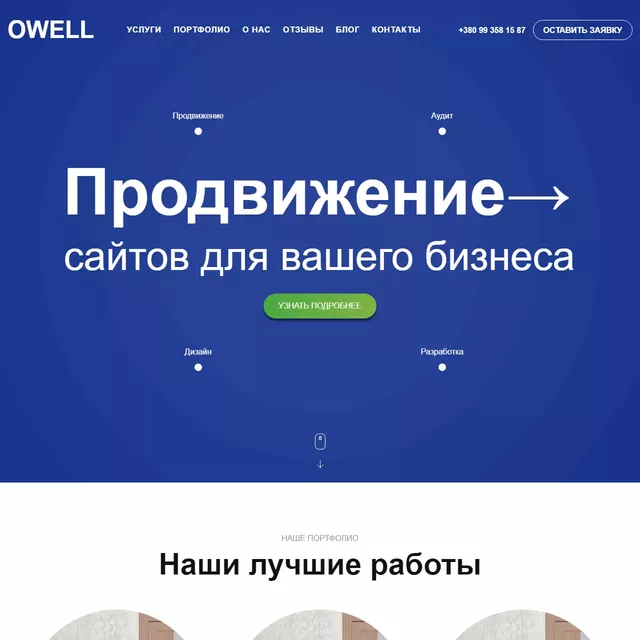 OWELL
УСЛУГИ ПОРТФОЛИО О НАС ОТЗЫВЫ БЛОГ КОНТАКТЫ
+380 99 358 15 87 ОСТАВИТЬ ЗАЯВКУ
Продвижение Аудит
Продвижение→
сайтов для вашего бизнеса
УЗНАТЬ ПОДРОБНЕЕ
Дизайн Разработка
НАШЕ ПОРТФОЛИО
Наши лучшие работы